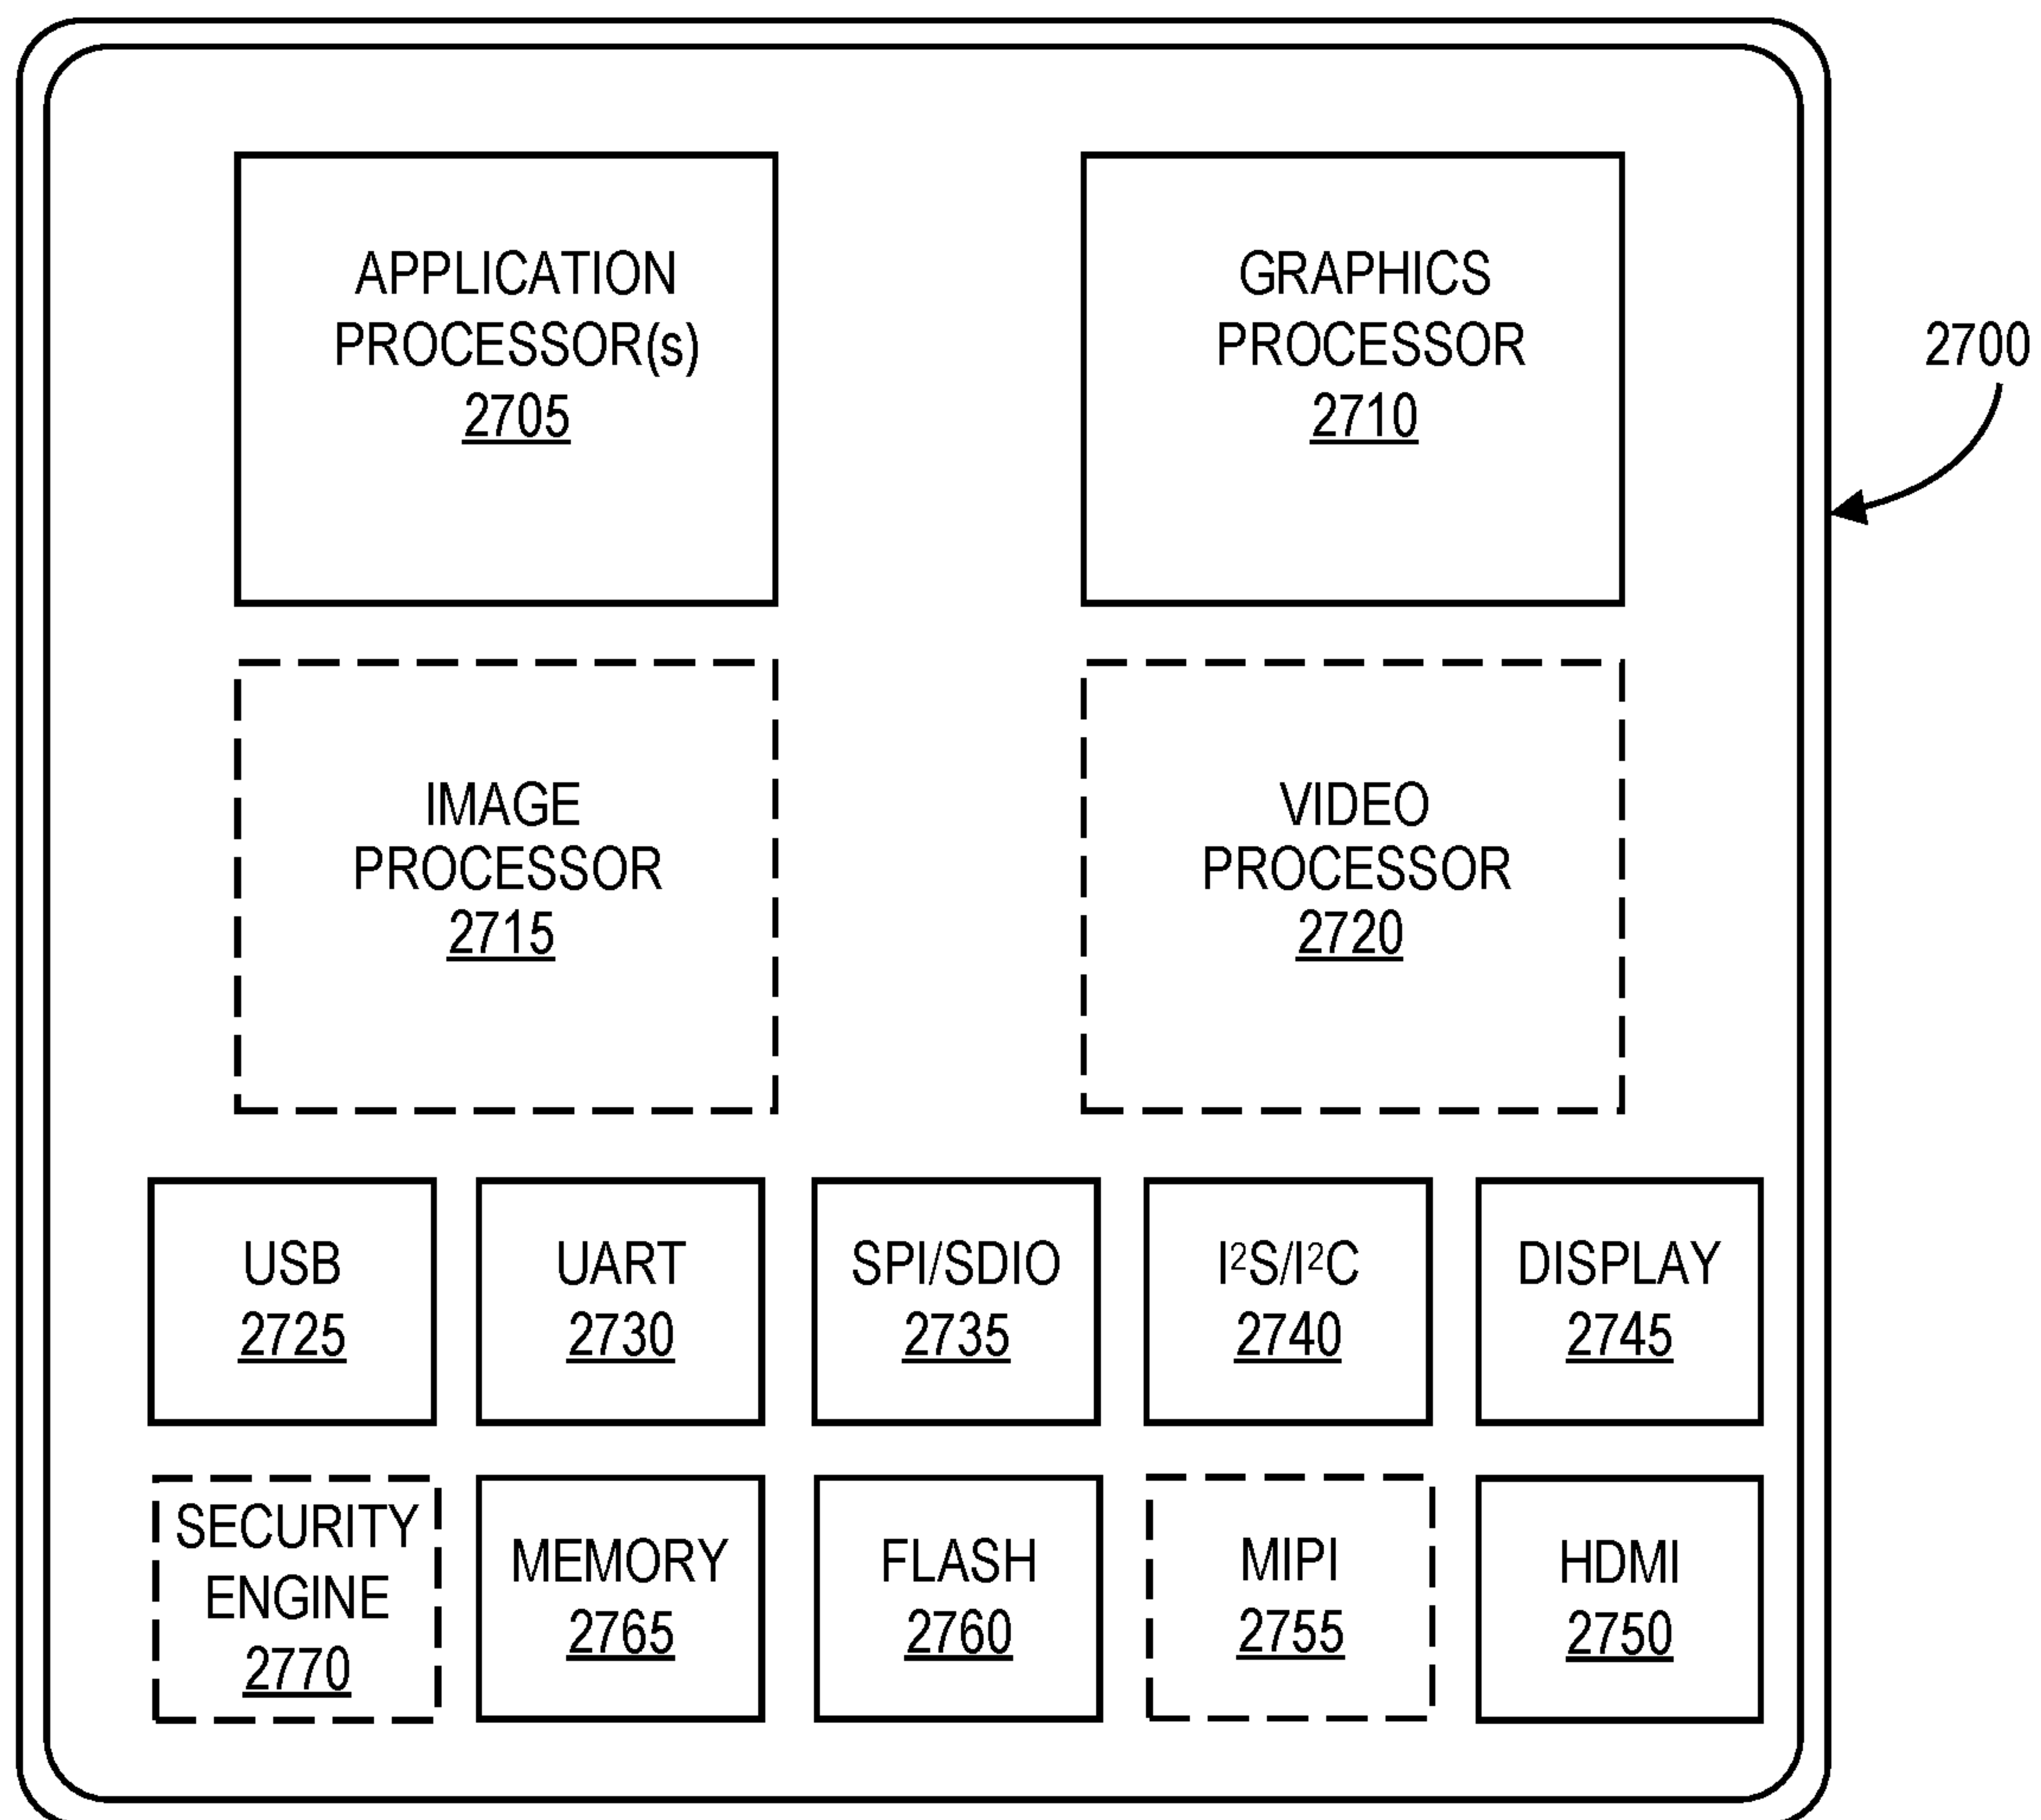 APPLICATION
PROCESSOR(s)
2705
GRAPHICS
PROCESSOR
2710
2700
IMAGE
PROCESSOR
2715
VIDEO
PROCESSOR
2720
USB
2725
UART
2730
SPI/SDIO
2735
I²S/I²C
2740
DISPLAY
2745
SECURITY
ENGINE
2770
MEMORY
2765
FLASH
2760
MIPI
2755
HDMI
2750